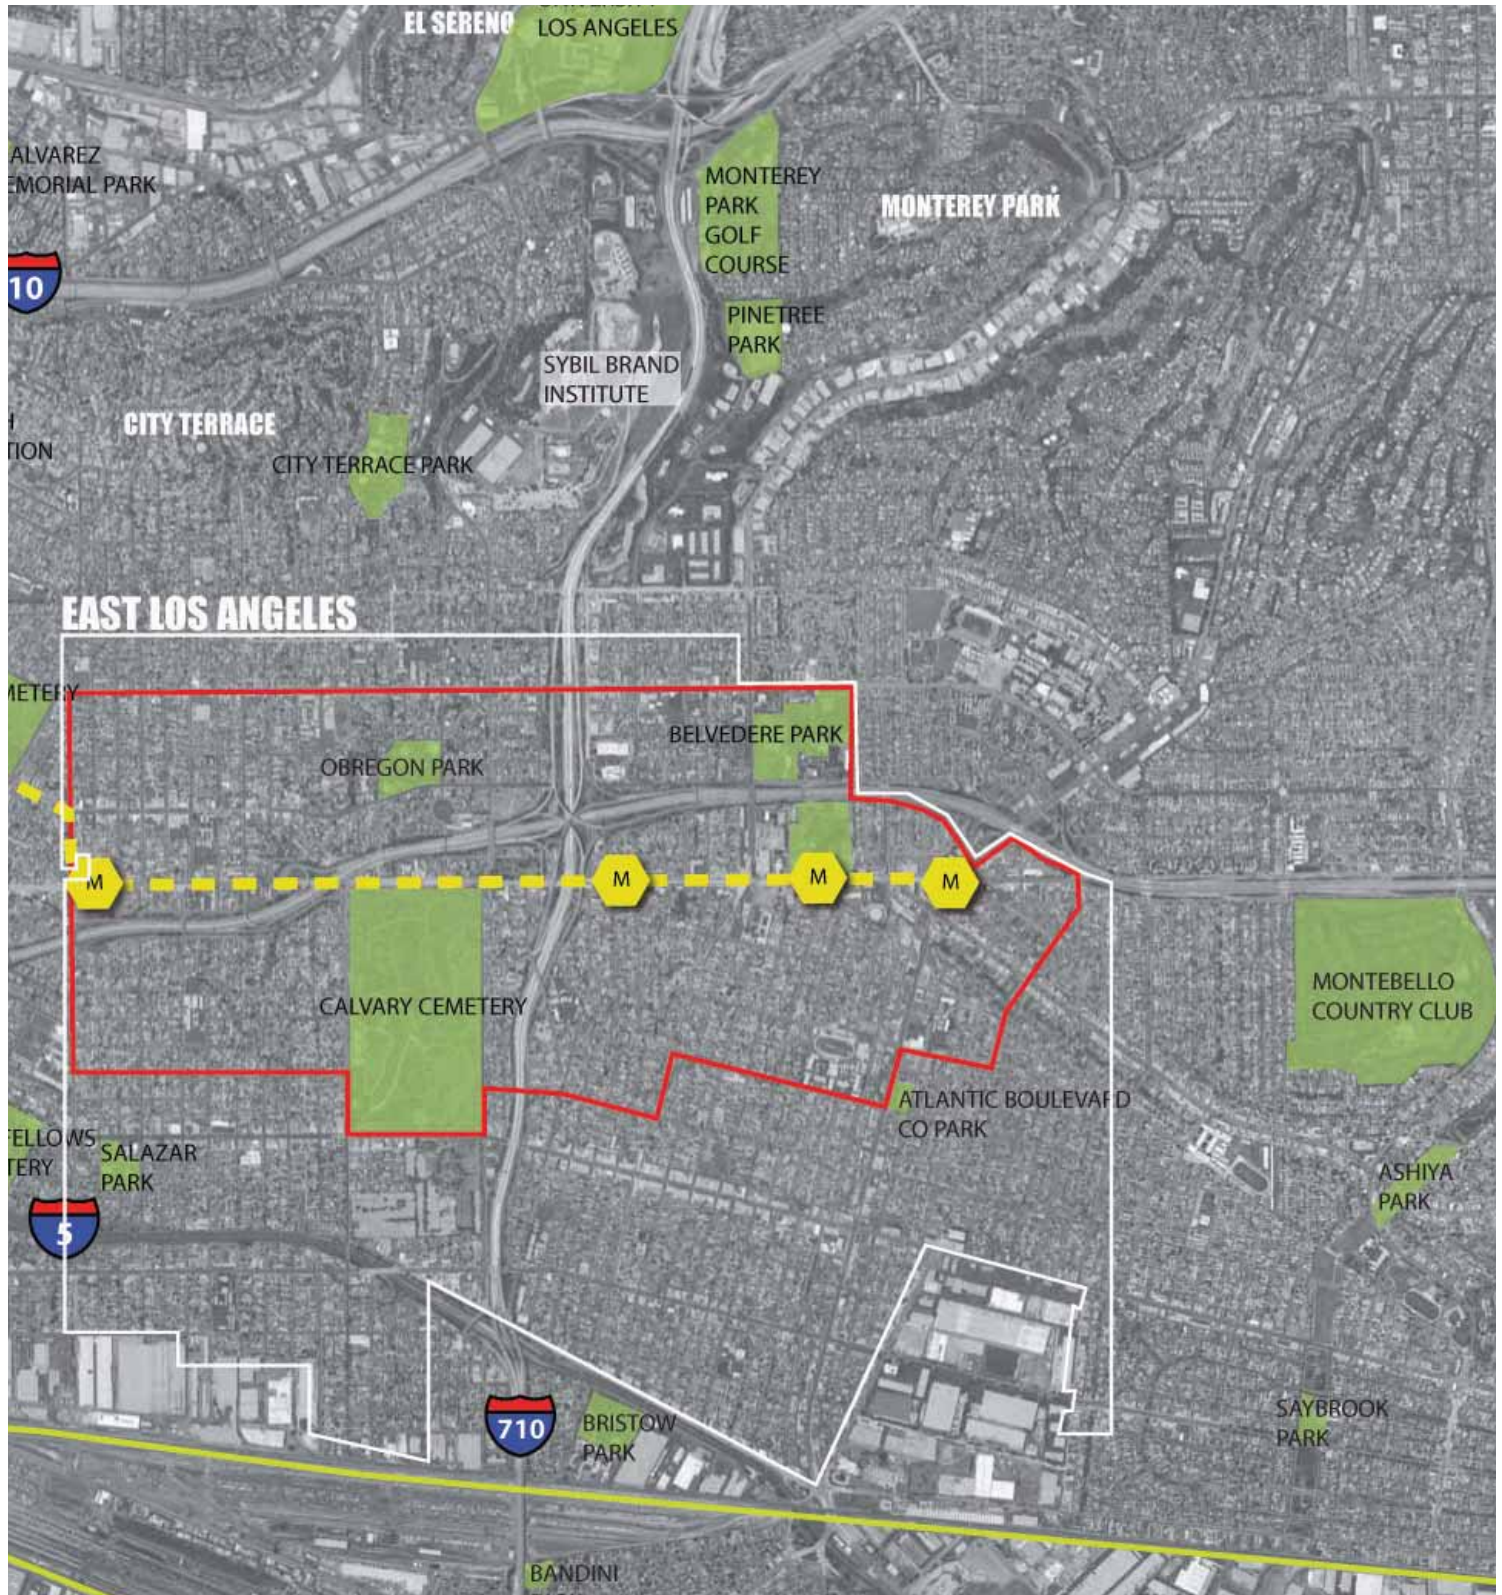 EL SERENO
LOS ANGELES
ALVAREZ
EMORIAL PARK
MONTEREY
PARK
GOLF
COURSE
MONTEREY PARK
10
PINETREE
PARK
SYBIL BRAND
INSTITUTE
CITY TERRACE
H
TION
CITY TERRACE PARK
EAST LOS ANGELES
METERY
BELVEDERE PARK
OBREGON PARK
M
M
M
M
CALVARY CEMETERY
MONTEBELLO
COUNTRY CLUB
ATLANTIC BOULEVARD
CO PARK
FELLOWS
TERY
SALAZAR
PARK
ASHIYA
PARK
5
710
BRISTOW
PARK
SAYBROOK
PARK
BANDINI